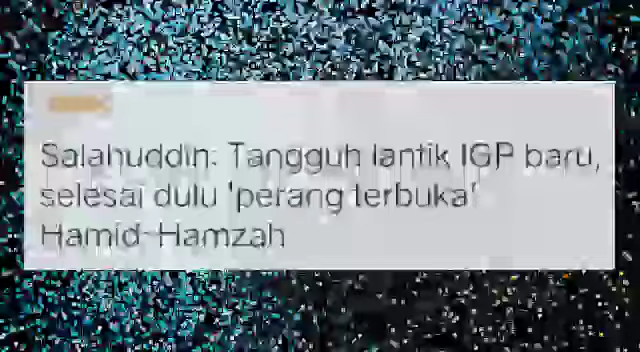 Salahuddin: Tangguh lantik IGP baru,
selesai dulu 'perang terbuka'
Hamid-Hamzah